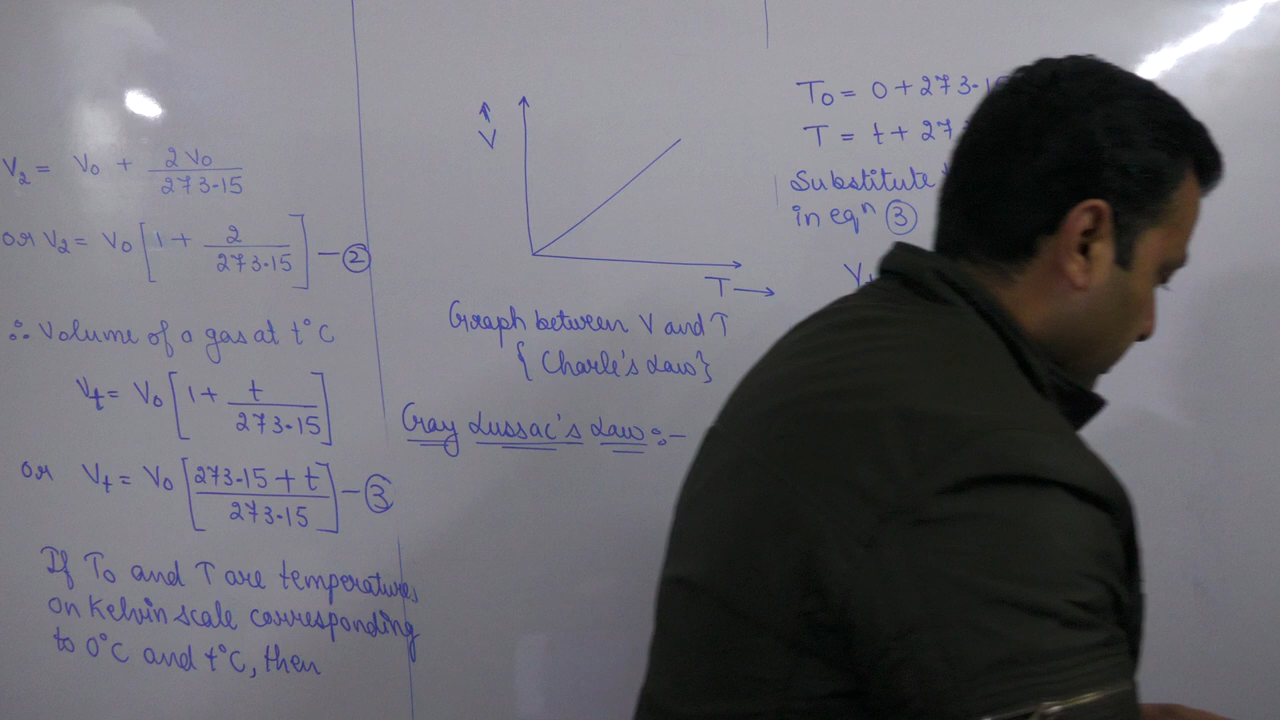 V₂ = V₀ + 2V₀/273.15
or V₂ = V₀ [1 + 2/273.15] — ②
∴ Volume of a gas at t°C
Vt = V₀ [1 + t/273.15]
or Vt = V₀ [273.15 + t/273.15] — ③
If T₀ and T are temperatures
on Kelvin scale corresponding
to 0°C and t°C, then
V
T →
Graph between V and T
{Charle's Law}
Gray Lussac's Law :-
T₀ = 0 + 273.15
T = t + 27
Substitute
in eqⁿ ③